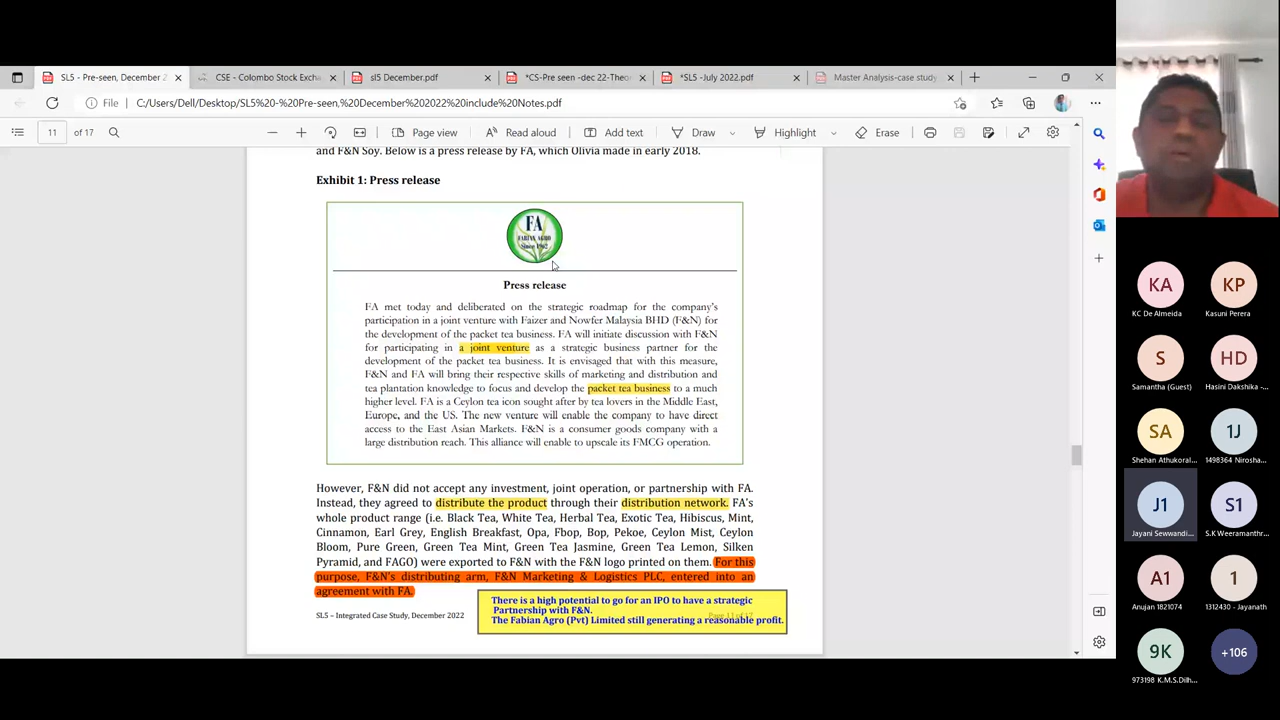 SL5 - Pre-seen, December 2
CSE - Colombo Stock Excha
sl5 December.pdf
*CS-Pre seen -dec 22-Theo
*SL5 -July 2022.pdf
Master Analysis-case study
File
C:/Users/Dell/Desktop/SL5%20-%20Pre-seen,%20December%202022%20include%20Notes.pdf
11 of 17
Page view
Read aloud
Add text
Draw
Highlight
Erase
and F&N Soy. Below is a press release by FA, which Olivia made in early 2018.
Exhibit 1: Press release
FA
FABIAN AGRO
Since 1962
Press release
FA met today and deliberated on the strategic roadmap for the company's
participation in a joint venture with Faizer and Nowfer Malaysia BHD (F&N) for
the development of the packet tea business. FA will initiate discussion with F&N
for participating in a joint venture as a strategic business partner for the
development of the packet tea business. It is envisaged that with this measure,
F&N and FA will bring their respective skills of marketing and distribution and
tea plantation knowledge to focus and develop the packet tea business to a much
higher level. FA is a Ceylon tea icon sought after by tea lovers in the Middle East,
Europe, and the US. The new venture will enable the company to have direct
access to the East Asian Markets. F&N is a consumer goods company with a
large distribution reach. This alliance will enable to upscale its FMCG operation.
However, F&N did not accept any investment, joint operation, or partnership with FA.
Instead, they agreed to distribute the product through their distribution network. FA's
whole product range (i.e. Black Tea, White Tea, Herbal Tea, Exotic Tea, Hibiscus, Mint,
Cinnamon, Earl Grey, English Breakfast, Opa, Fbop, Bop, Pekoe, Ceylon Mist, Ceylon
Bloom, Pure Green, Green Tea Mint, Green Tea Jasmine, Green Tea Lemon, Silken
Pyramid, and FAGO) were exported to F&N with the F&N logo printed on them. For this
purpose, F&N's distributing arm, F&N Marketing & Logistics PLC, entered into an
agreement with FA.
There is a high potential to go for an IPO to have a strategic
Partnership with F&N.
The Fabian Agro (Pvt) Limited still generating a reasonable profit.
SL5 – Integrated Case Study, December 2022
Page 11 of 17
KA
KC De Almeida
KP
Kasuni Perera
S
Samantha (Guest)
HD
Hasini Dakshika -...
SA
Shehan Athukoral...
1J
1498364 Nirosha...
J1
Jayani Sewwandi...
S1
S.K Weeramanthr...
A1
Anujan 1821074
1
1312430 - Jayanath
9K
973198 K.M.S.Dilh...
+106